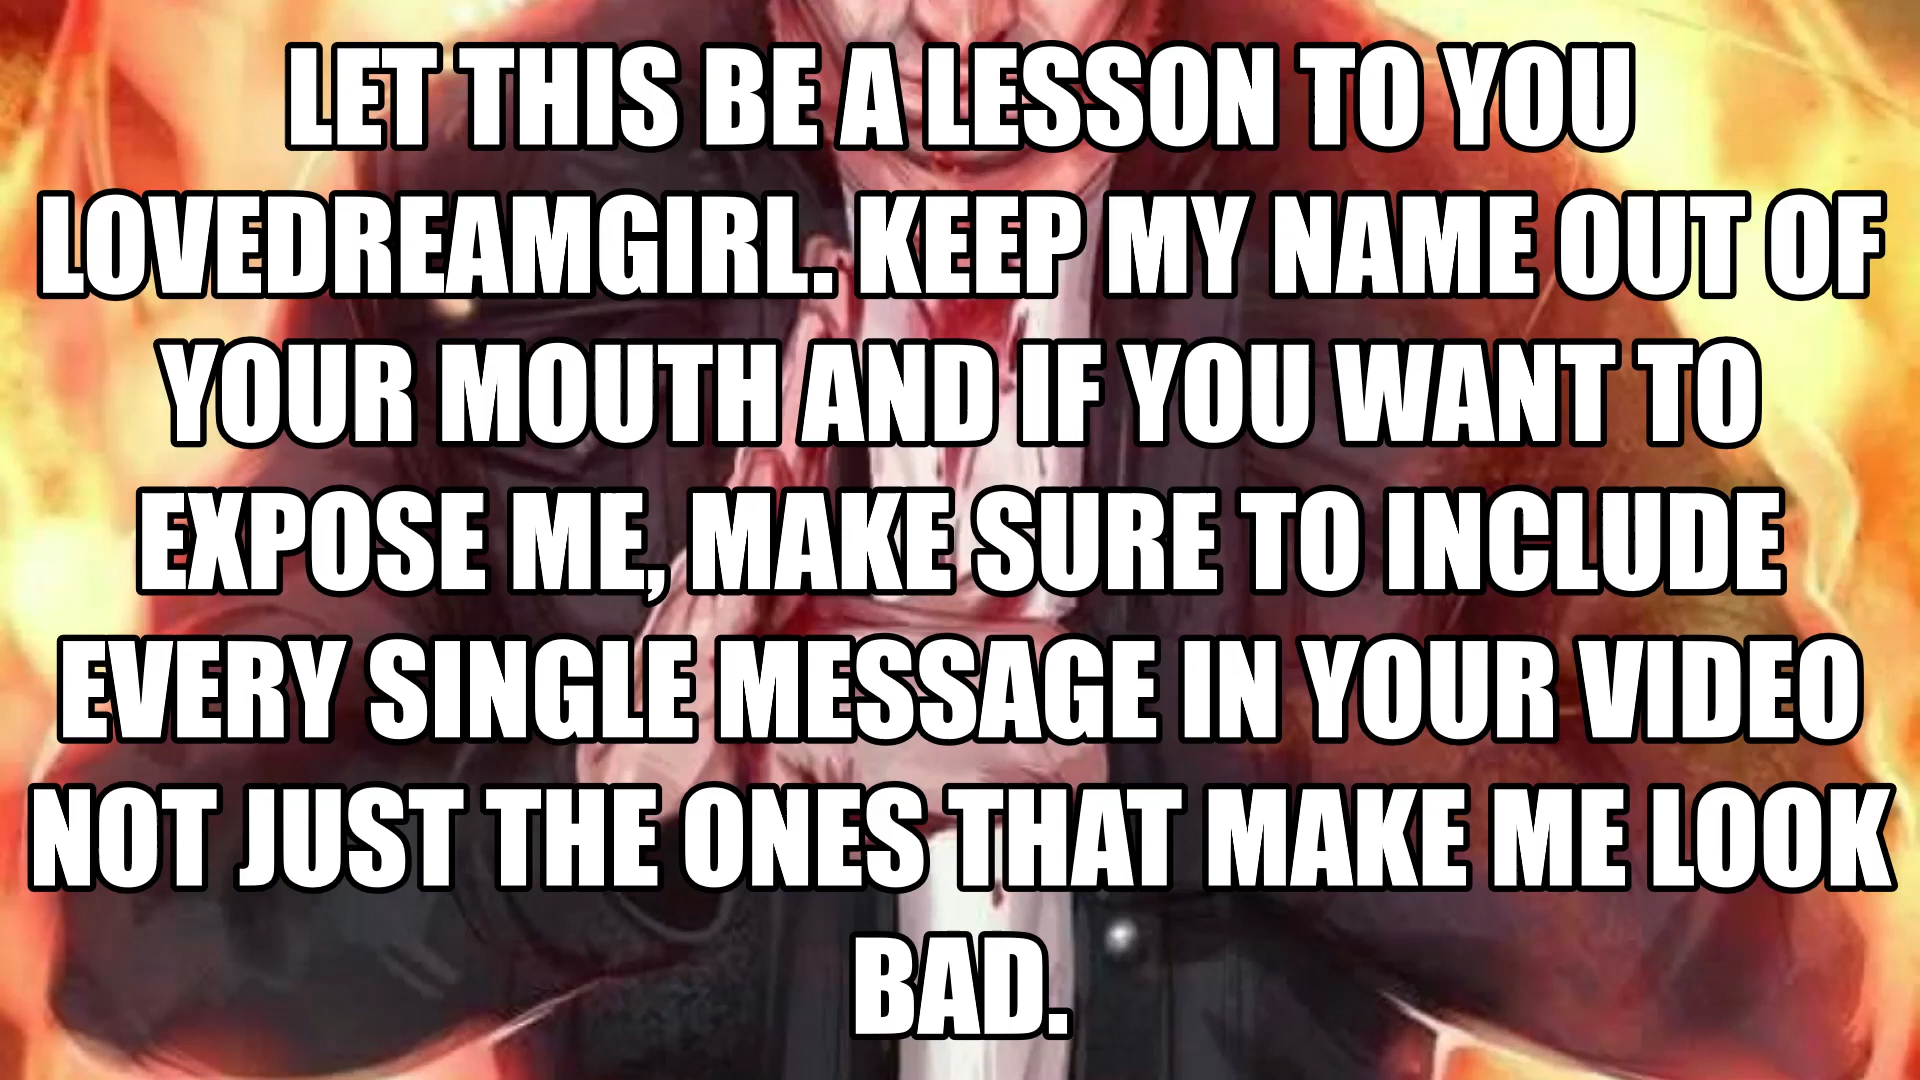 LET THIS BE A LESSON TO YOU
LOVEDREAMGIRL. KEEP MY NAME OUT OF
YOUR MOUTH AND IF YOU WANT TO
EXPOSE ME, MAKE SURE TO INCLUDE
EVERY SINGLE MESSAGE IN YOUR VIDEO
NOT JUST THE ONES THAT MAKE ME LOOK
BAD.